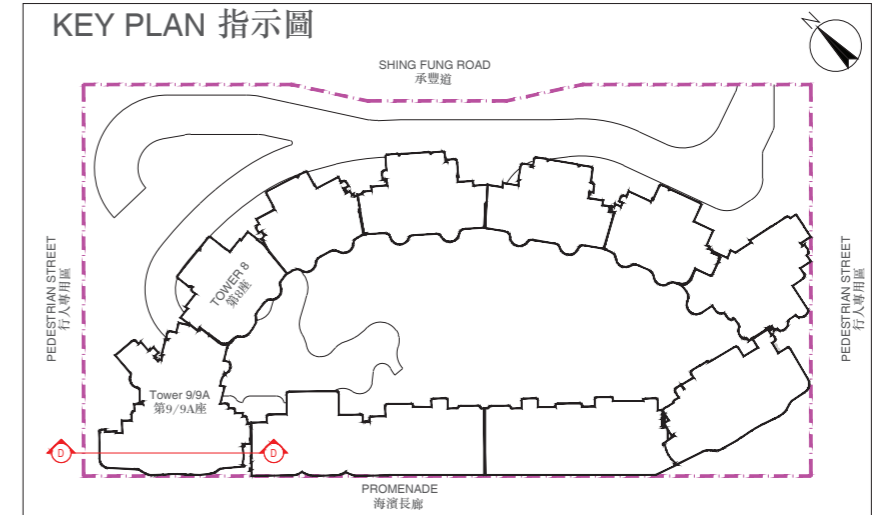 KEY PLAN 指示圖
N
SHING FUNG ROAD
承豐道
PEDESTRIAN STREET
行人專用區
TOWER 8
第8座
Tower 9/9A
第9/9A座
D
D
PEDESTRIAN STREET
行人專用區
PROMENADE
海濱長廊